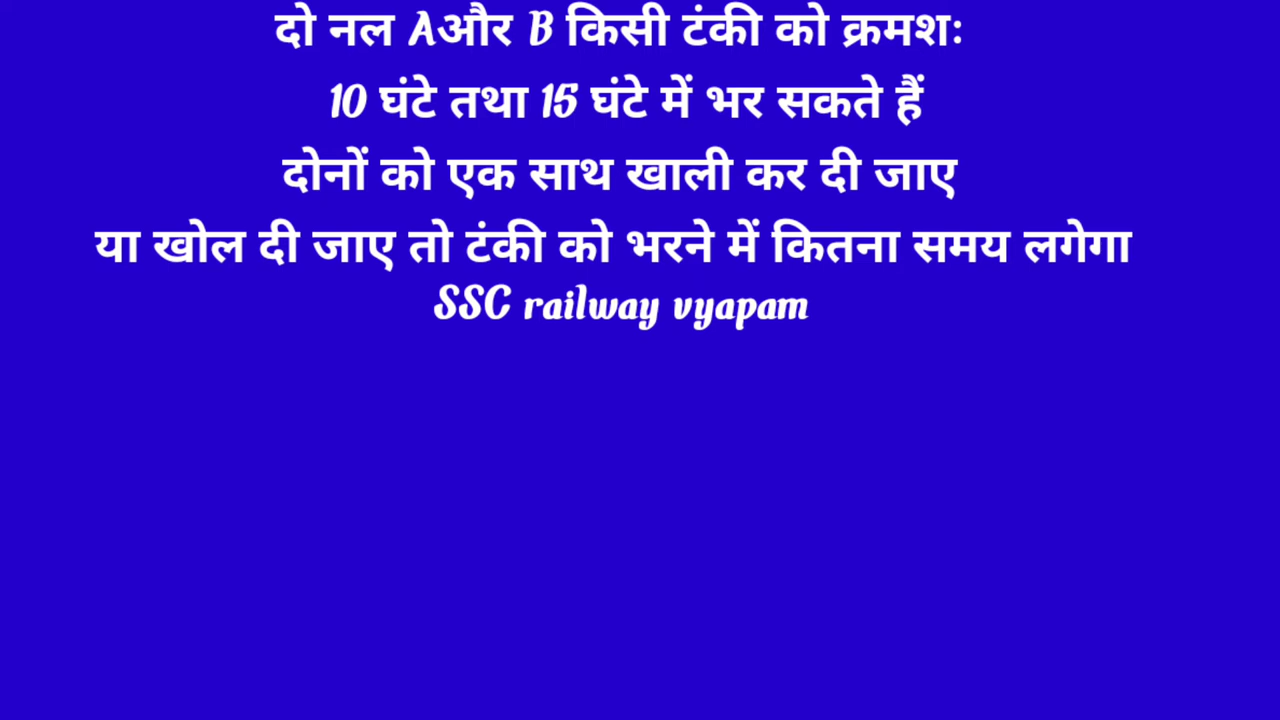 दो नल Aऔर B किसी टंकी को क्रमशः
10 घंटे तथा 15 घंटे में भर सकते हैं
दोनों को एक साथ खाली कर दी जाए
या खोल दी जाए तो टंकी को भरने में कितना समय लगेगा
SSC railway vyapam